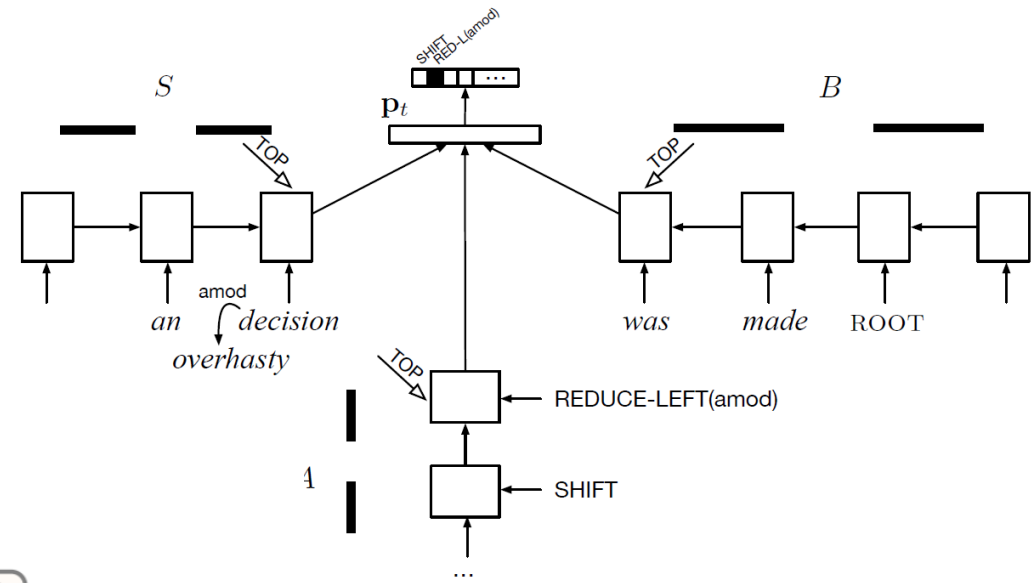 SHIFT
RED-L(amod)
...
S
p_t
B
TOP
TOP
amod
an
decision
overhasty
was
made
ROOT
TOP
REDUCE-LEFT(amod)
A
SHIFT
...